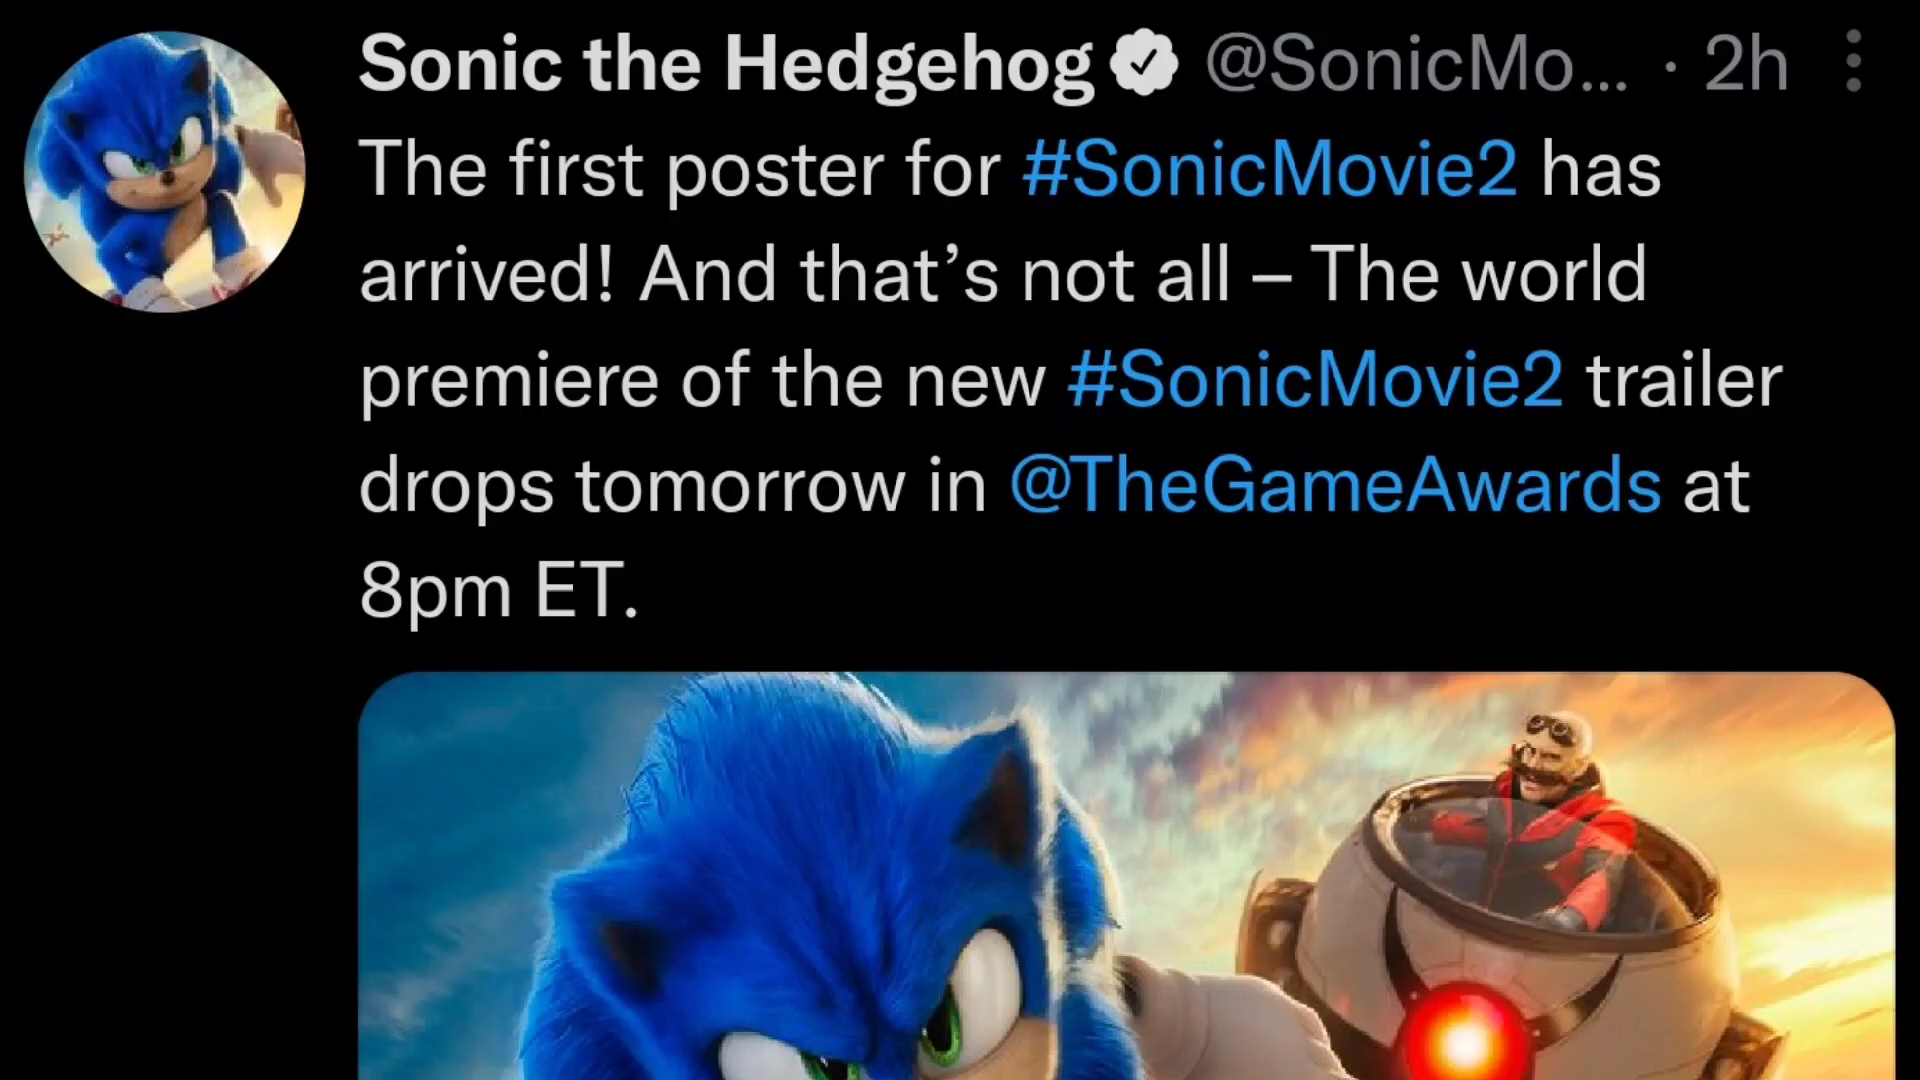 Sonic the Hedgehog @SonicMo... · 2h
The first poster for #SonicMovie2 has
arrived! And that’s not all – The world
premiere of the new #SonicMovie2 trailer
drops tomorrow in @TheGameAwards at
8pm ET.